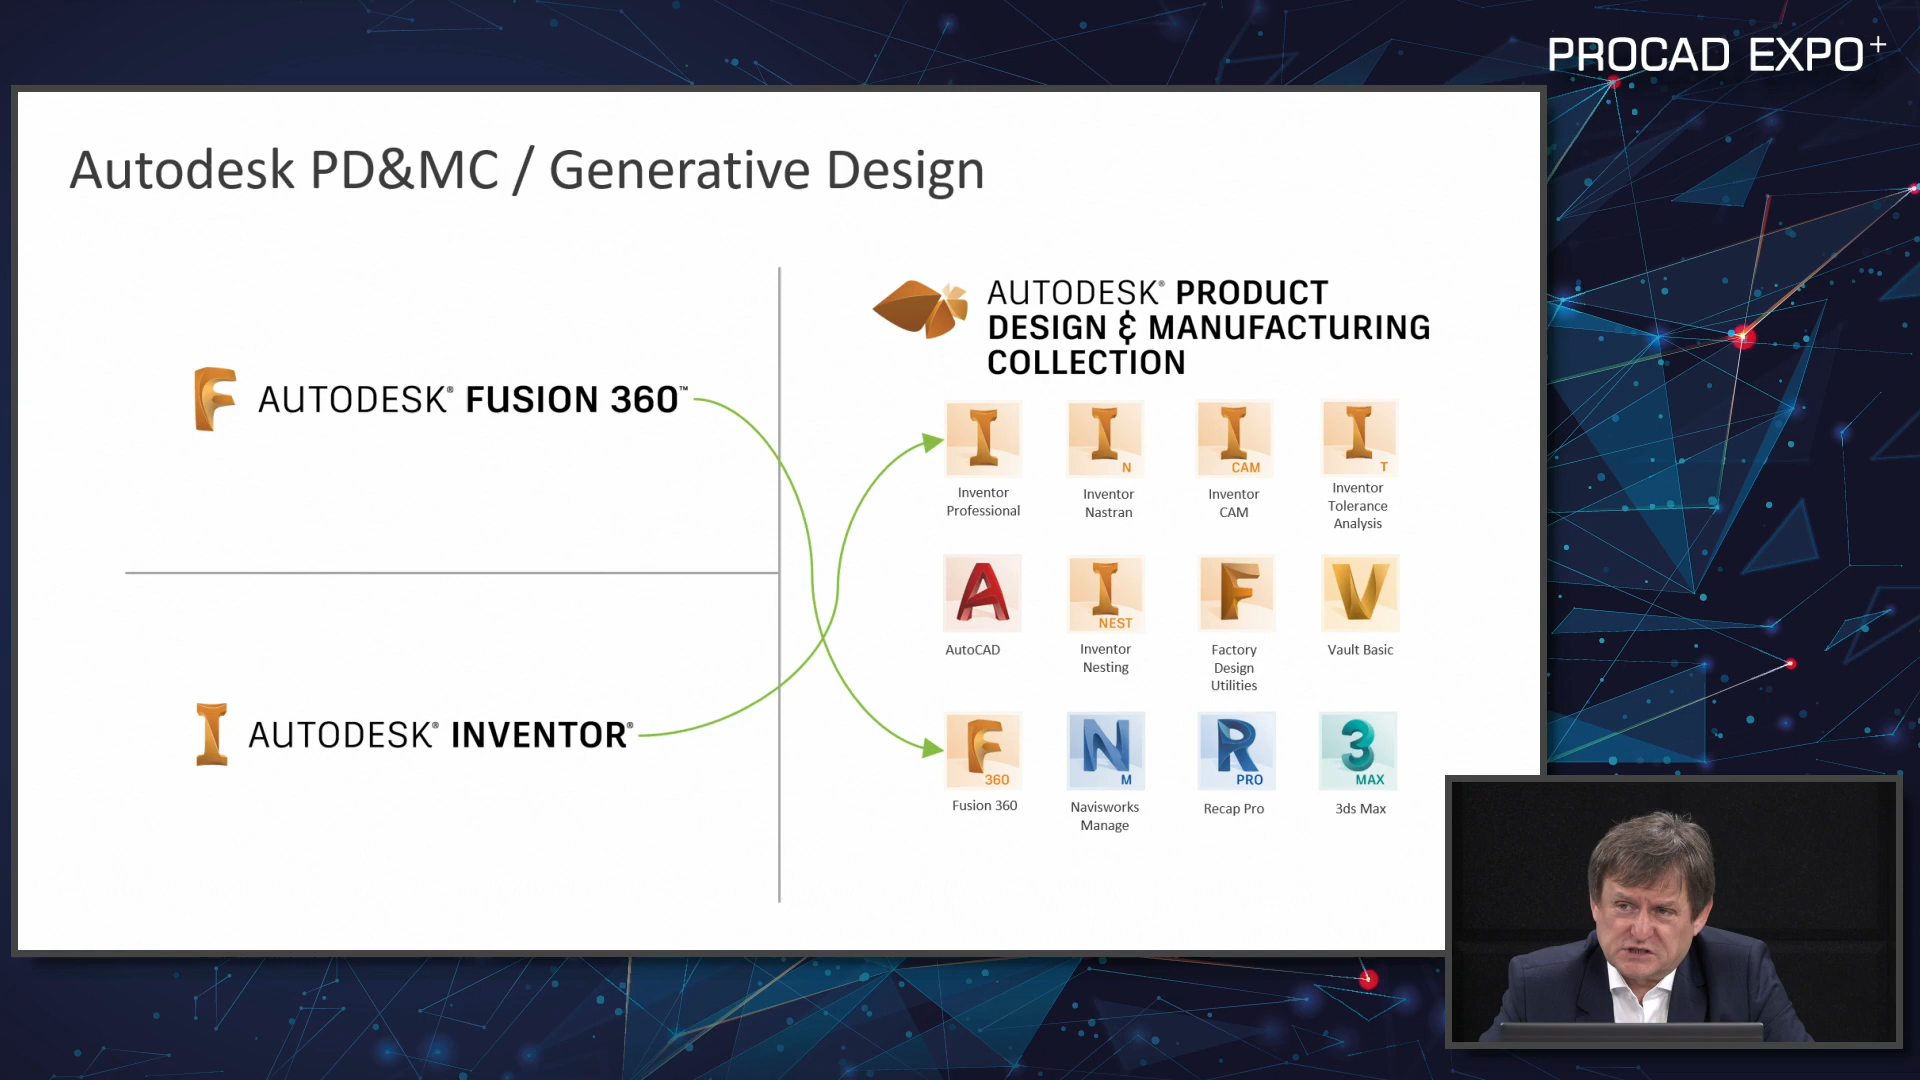 PROCAD EXPO+
Autodesk PD&MC / Generative Design
AUTODESK® FUSION 360™
AUTODESK® INVENTOR®
AUTODESK® PRODUCT
DESIGN & MANUFACTURING
COLLECTION
Inventor
Professional
N
Inventor
Nastran
CAM
Inventor
CAM
T
Inventor
Tolerance
Analysis
AutoCAD
NEST
Inventor
Nesting
Factory
Design
Utilities
Vault Basic
360
Fusion 360
M
Navisworks
Manage
PRO
Recap Pro
MAX
3ds Max